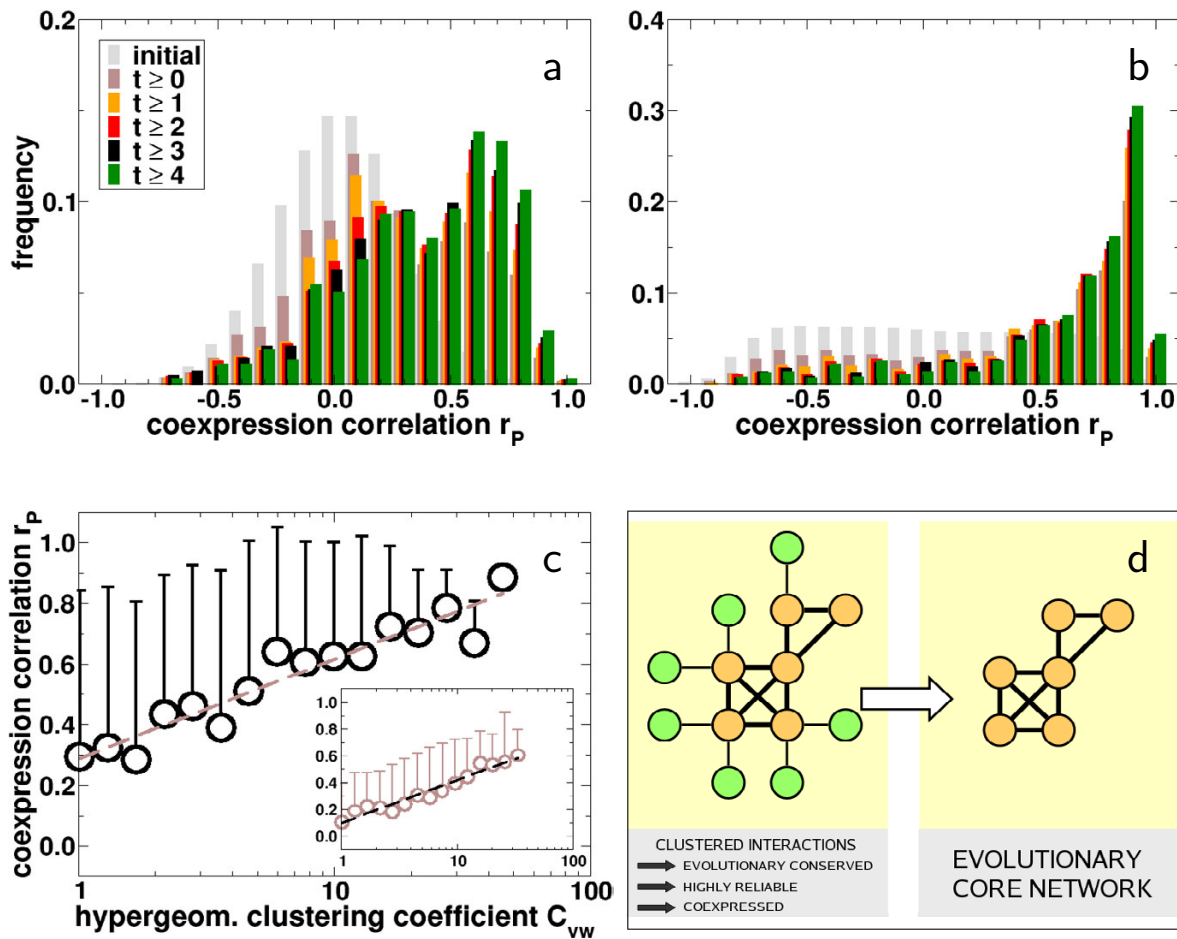 0.2
0.1
0.0
frequency
initial
t ≥ 0
t ≥ 1
t ≥ 2
t ≥ 3
t ≥ 4
a
-1.0 -0.5 0.0 0.5 1.0
coexpression correlation rP
0.4
0.3
0.2
0.1
0.0
b
-1.0 -0.5 0.0 0.5 1.0
coexpression correlation rP
coexpression correlation rP
1.0
0.8
0.6
0.4
0.2
0.0
c
1.0
0.8
0.6
0.4
0.2
0.0
1 10 100
1 10 100
hypergeom. clustering coefficient Cvw
d
CLUSTERED INTERACTIONS
EVOLUTIONARY CONSERVED
HIGHLY RELIABLE
COEXPRESSED
EVOLUTIONARY
CORE NETWORK